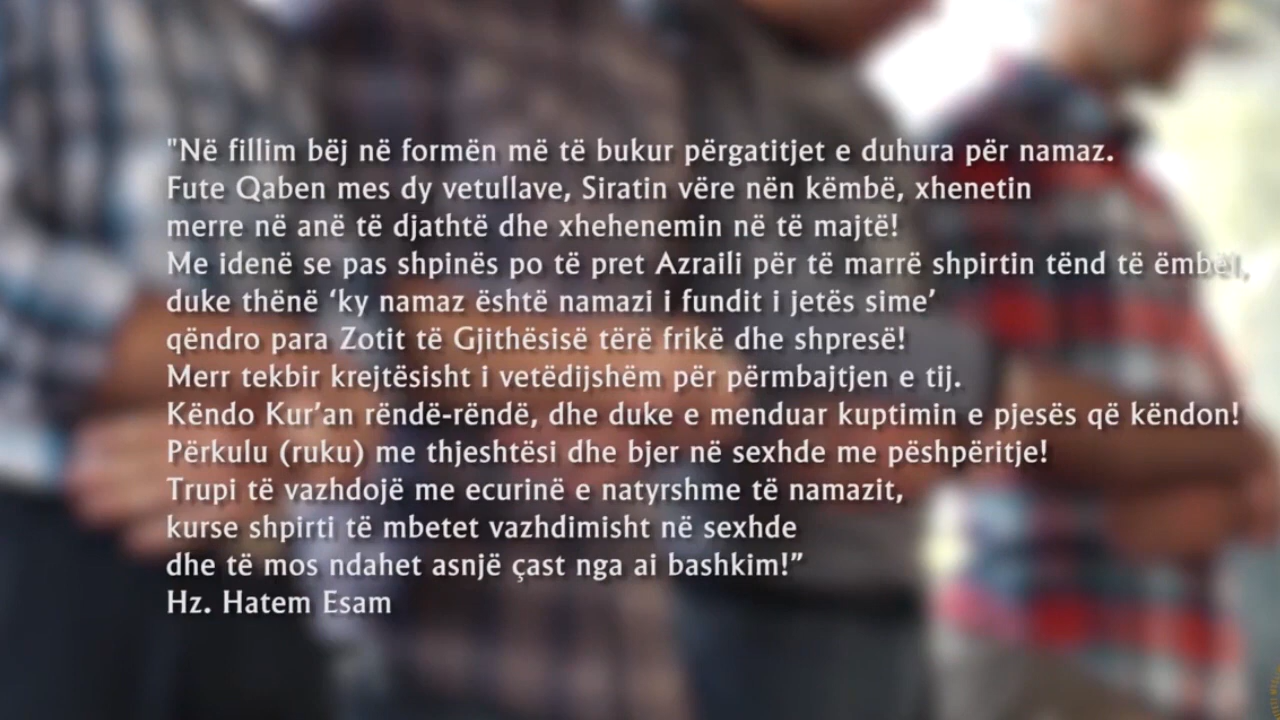 "Në fillim bëj në formën më të bukur përgatitjet e duhura për namaz.
Fute Qaben mes dy vetullave, Siratin vëre nën këmbë, xhenetin
merre në anë të djathtë dhe xhehenemin në të majtë!
Me idenë se pas shpinës po të pret Azraili për të marrë shpirtin tënd të ëmbël,
duke thënë ‘ky namaz është namazi i fundit i jetës sime’
qëndro para Zotit të Gjithësisë tërë frikë dhe shpresë!
Merr tekbir krejtësisht i vetëdijshëm për përmbajtjen e tij.
Këndo Kur’an rëndë-rëndë, dhe duke e menduar kuptimin e pjesës që këndon!
Përkulu (ruku) me thjeshtësi dhe bjer në sexhde me pëshpëritje!
Trupi të vazhdojë me ecurinë e natyrshme të namazit,
kurse shpirti të mbetet vazhdimisht në sexhde
dhe të mos ndahet asnjë çast nga ai bashkim!”
Hz. Hatem Esam